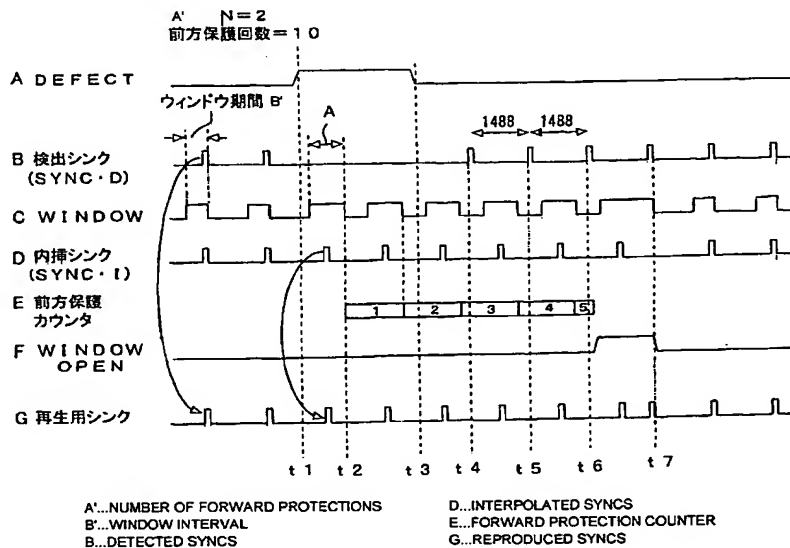 A' N=2
前方保護回数=10
A DEFECT
ウィンドウ期間 B'
A
1488 1488
B 検出シンク
(SYNC・D)
C WINDOW
D 内挿シンク
(SYNC・I)
E 前方保護
カウンタ
1 2 3 4 5
F WINDOW
OPEN
G 再生用シンク
t1 t2 t3 t4 t5 t6 t7
A'...NUMBER OF FORWARD PROTECTIONS
B'...WINDOW INTERVAL
B...DETECTED SYNCS
D...INTERPOLATED SYNCS
E...FORWARD PROTECTION COUNTER
G...REPRODUCED SYNCS